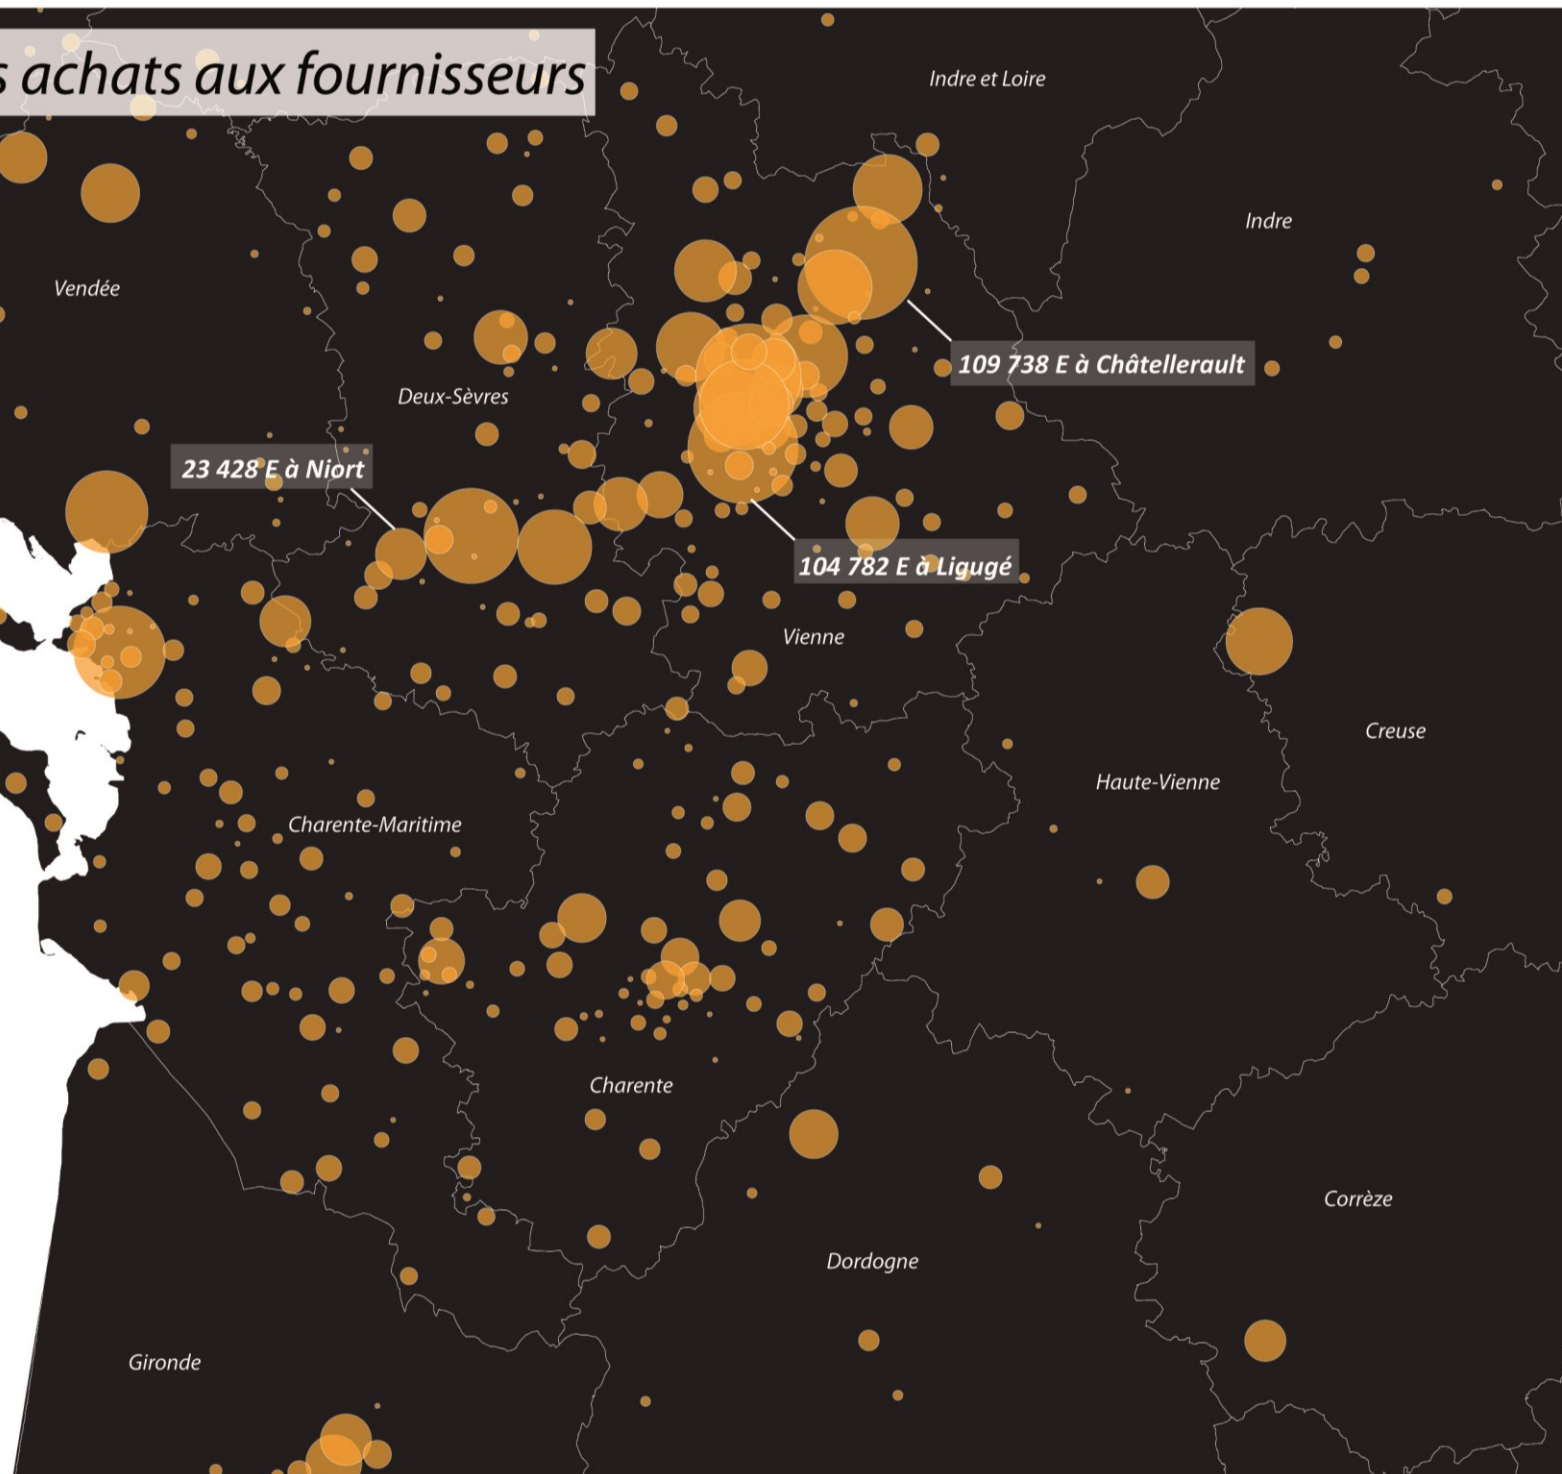 s achats aux fournisseurs
Indre et Loire
Indre
Vendée
109 738 E à Châtellerault
Deux-Sèvres
23 428 E à Niort
104 782 E à Ligugé
Vienne
Creuse
Haute-Vienne
Charente-Maritime
Charente
Corrèze
Dordogne
Gironde